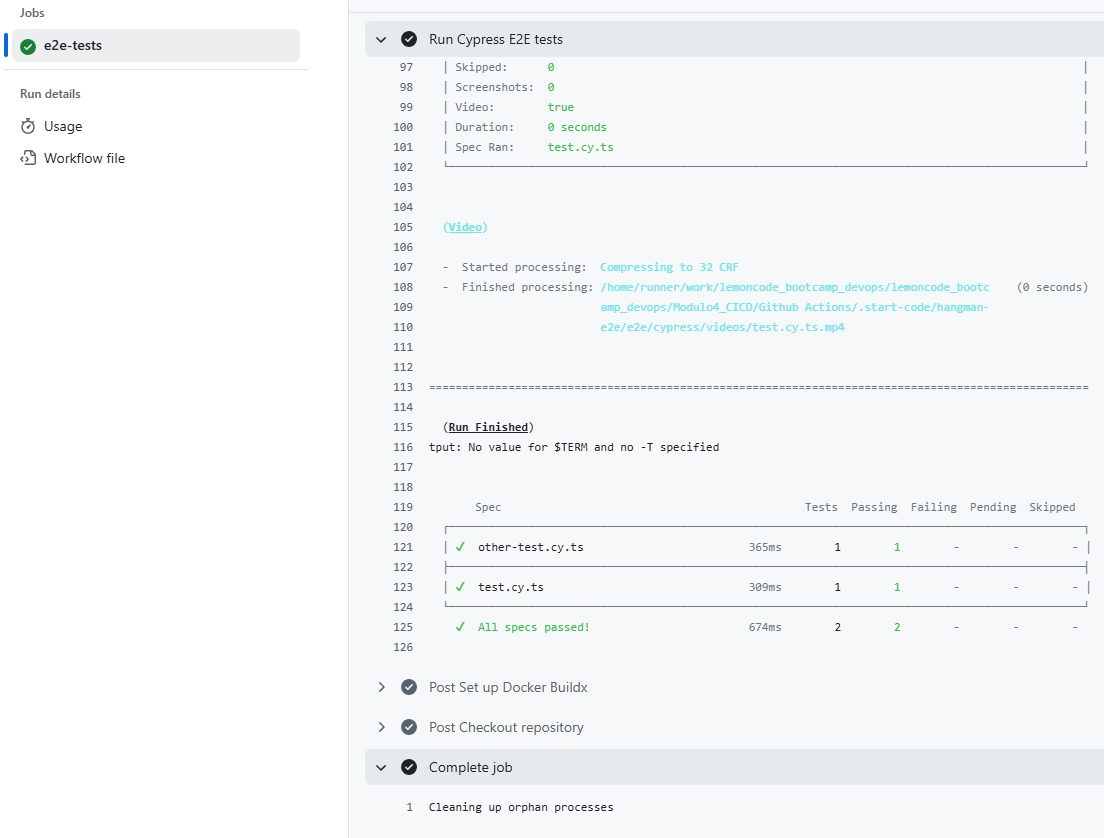 Jobs
e2e-tests
Run details
Usage
Workflow file
Run Cypress E2E tests
97 | Skipped: 0 |
98 | Screenshots: 0 |
99 | Video: true |
100 | Duration: 0 seconds |
101 | Spec Ran: test.cy.ts |
102
103
104
105 (Video)
106
107 - Started processing: Compressing to 32 CRF
108 - Finished processing: /home/runner/work/lemoncode_bootcamp_devops/lemoncode_bootc (0 seconds)
109 amp_devops/Modulo4_CICD/Github Actions/.start-code/hangman-
110 e2e/e2e/cypress/videos/test.cy.ts.mp4
111
112
113 ====================================================================================================
114
115 (Run Finished)
116 tput: No value for $TERM and no -T specified
117
118
119 Spec Tests Passing Failing Pending Skipped
120
121 | ✓ other-test.cy.ts 365ms 1 1 - - - |
122
123 | ✓ test.cy.ts 309ms 1 1 - - - |
124
125 ✓ All specs passed! 674ms 2 2 - - -
126
Post Set up Docker Buildx
Post Checkout repository
Complete job
1 Cleaning up orphan processes